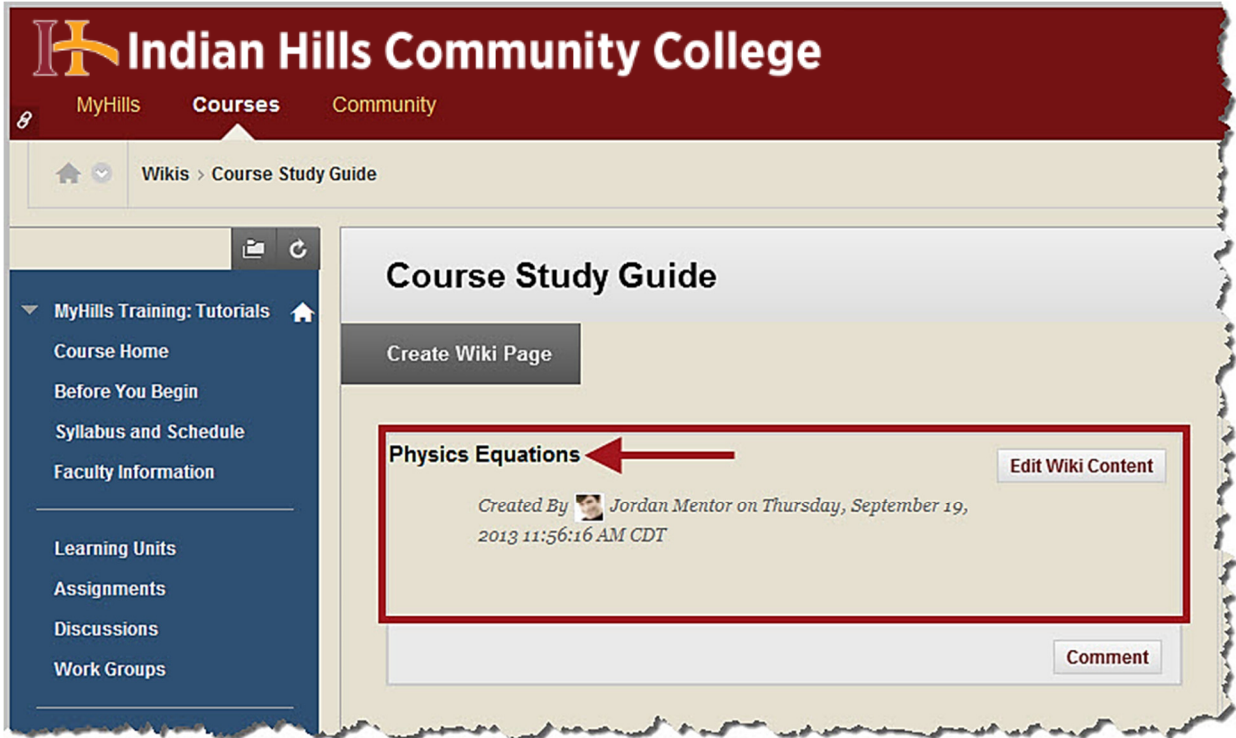 Indian Hills Community College
MyHills Courses Community
Wikis > Course Study Guide
MyHills Training: Tutorials
Course Home
Before You Begin
Syllabus and Schedule
Faculty Information
Learning Units
Assignments
Discussions
Work Groups
Course Study Guide
Create Wiki Page
Physics Equations
Edit Wiki Content
Created By Jordan Mentor on Thursday, September 19,
2013 11:56:16 AM CDT
Comment